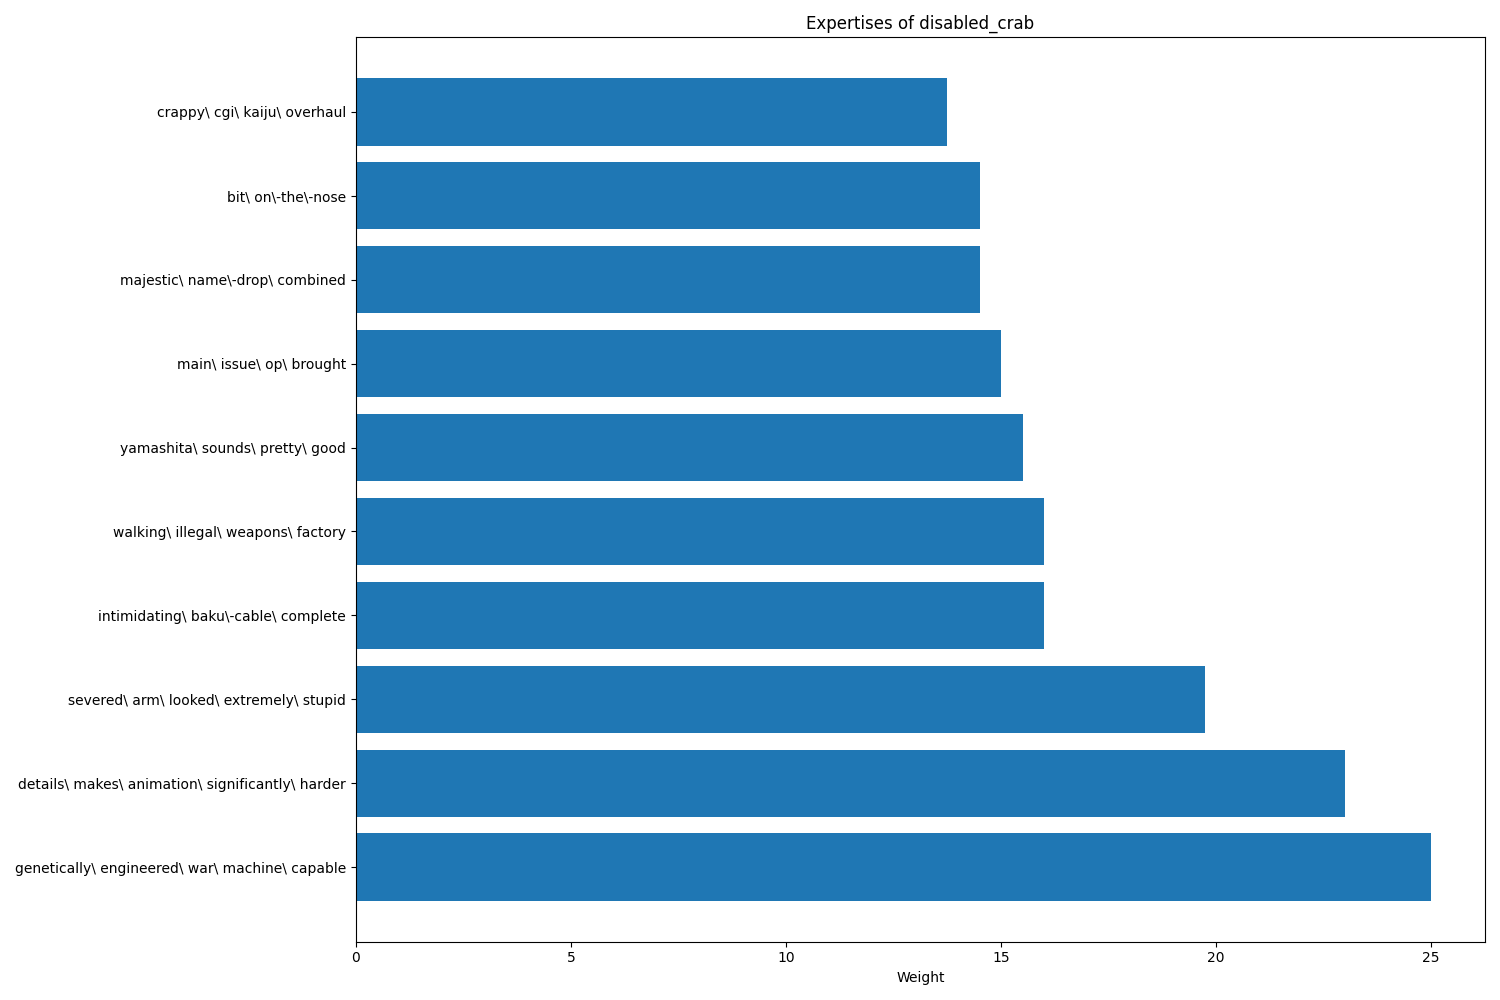 Expertises of disabled_crab
crappy\ cgi\ kaiju\ overhaul
bit\ on\-the\-nose
majestic\ name\-drop\ combined
main\ issue\ op\ brought
yamashita\ sounds\ pretty\ good
walking\ illegal\ weapons\ factory
intimidating\ baku\-cable\ complete
severed\ arm\ looked\ extremely\ stupid
details\ makes\ animation\ significantly\ harder
genetically\ engineered\ war\ machine\ capable
0 5 10 15 20 25
Weight